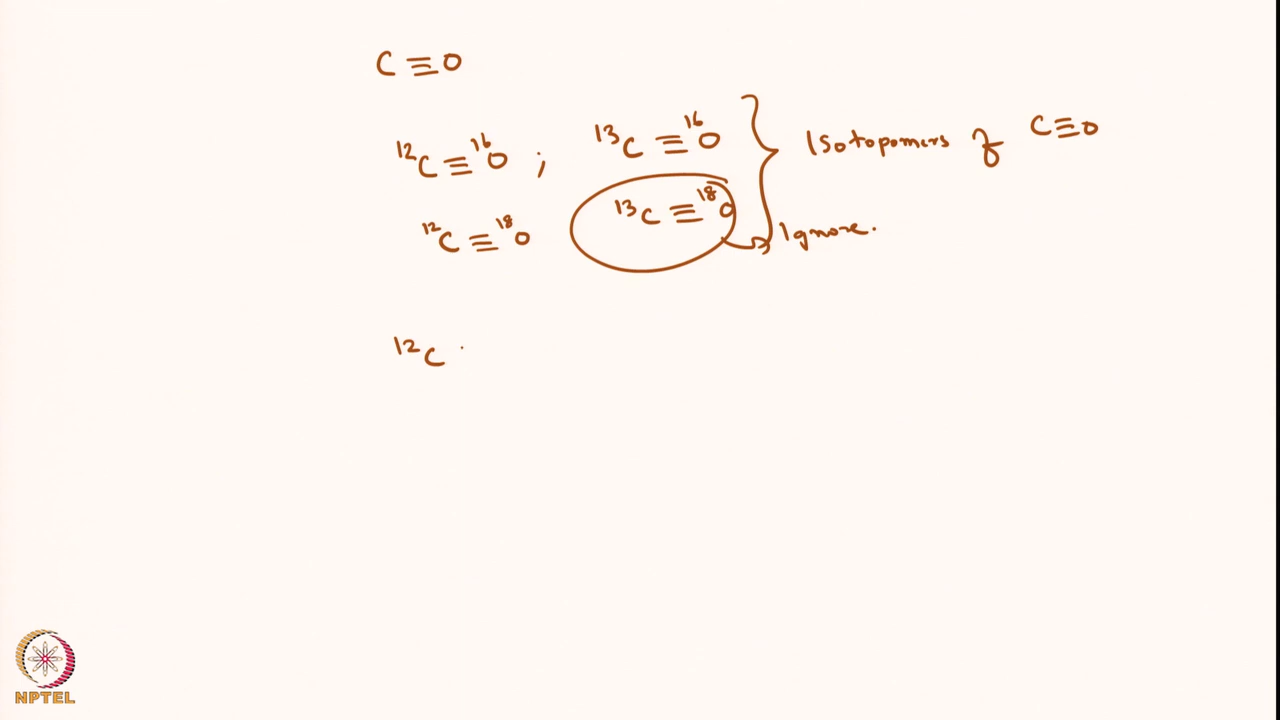 C≡O
¹²C≡¹⁶O ; ¹³C≡¹⁶O } Isotopomers of C≡O
¹²C≡¹⁸O ¹³C≡¹⁸O → Ignore.
¹²C
NPTEL